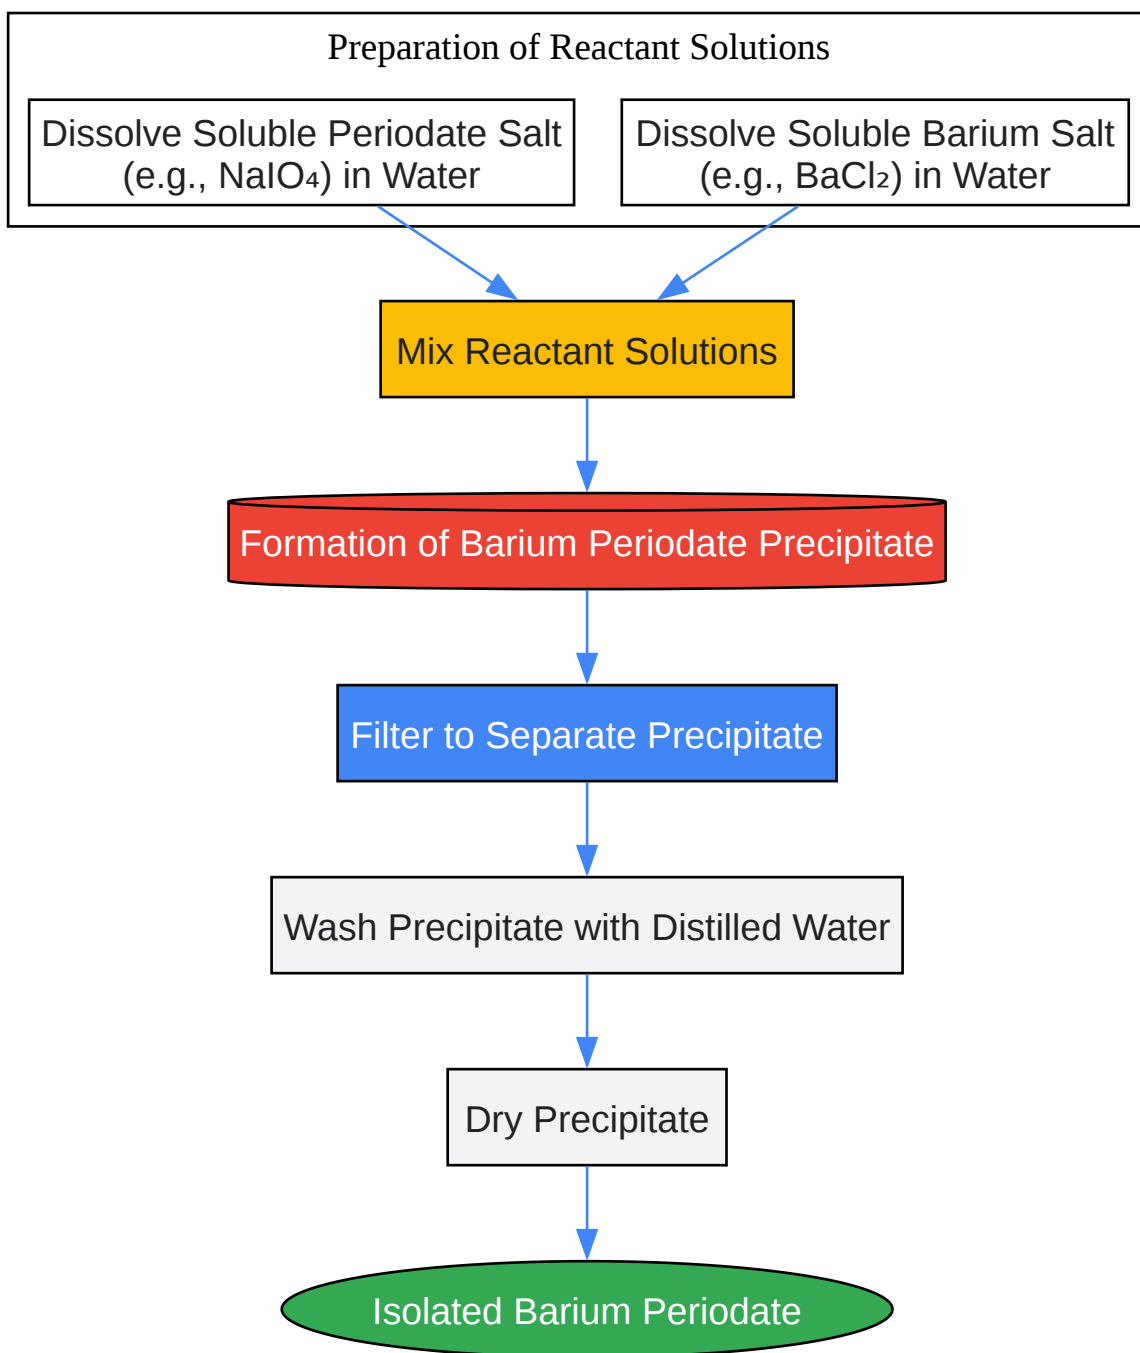 Preparation of Reactant Solutions
Dissolve Soluble Periodate Salt
(e.g., NaIO₄) in Water
Dissolve Soluble Barium Salt
(e.g., BaCl₂) in Water
Mix Reactant Solutions
Formation of Barium Periodate Precipitate
Filter to Separate Precipitate
Wash Precipitate with Distilled Water
Dry Precipitate
Isolated Barium Periodate